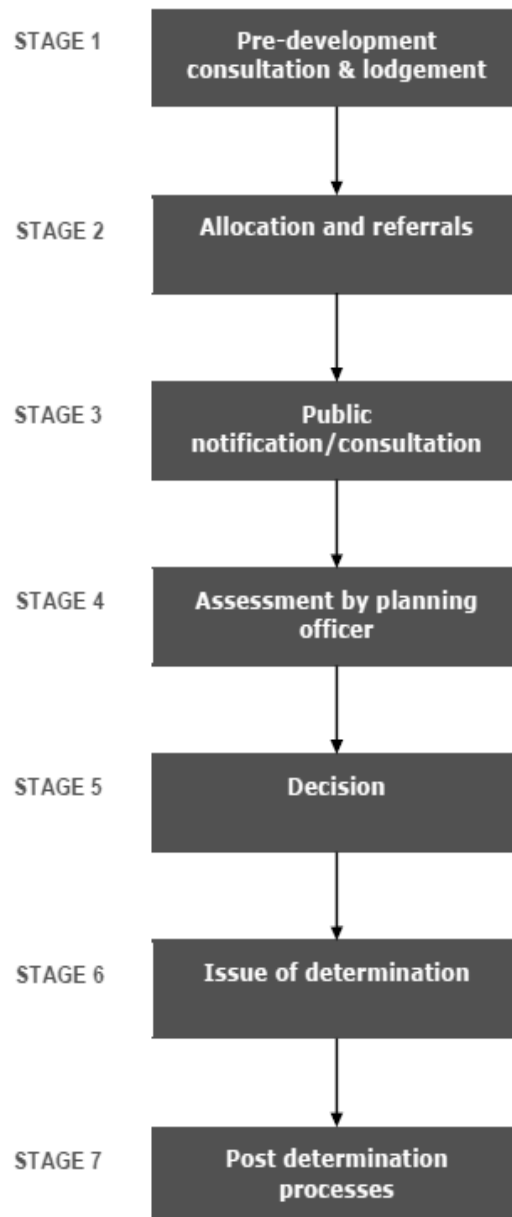 STAGE 1
Pre-development
consultation & lodgement
STAGE 2
Allocation and referrals
STAGE 3
Public
notification/consultation
STAGE 4
Assessment by planning
officer
STAGE 5
Decision
STAGE 6
Issue of determination
STAGE 7
Post determination
processes